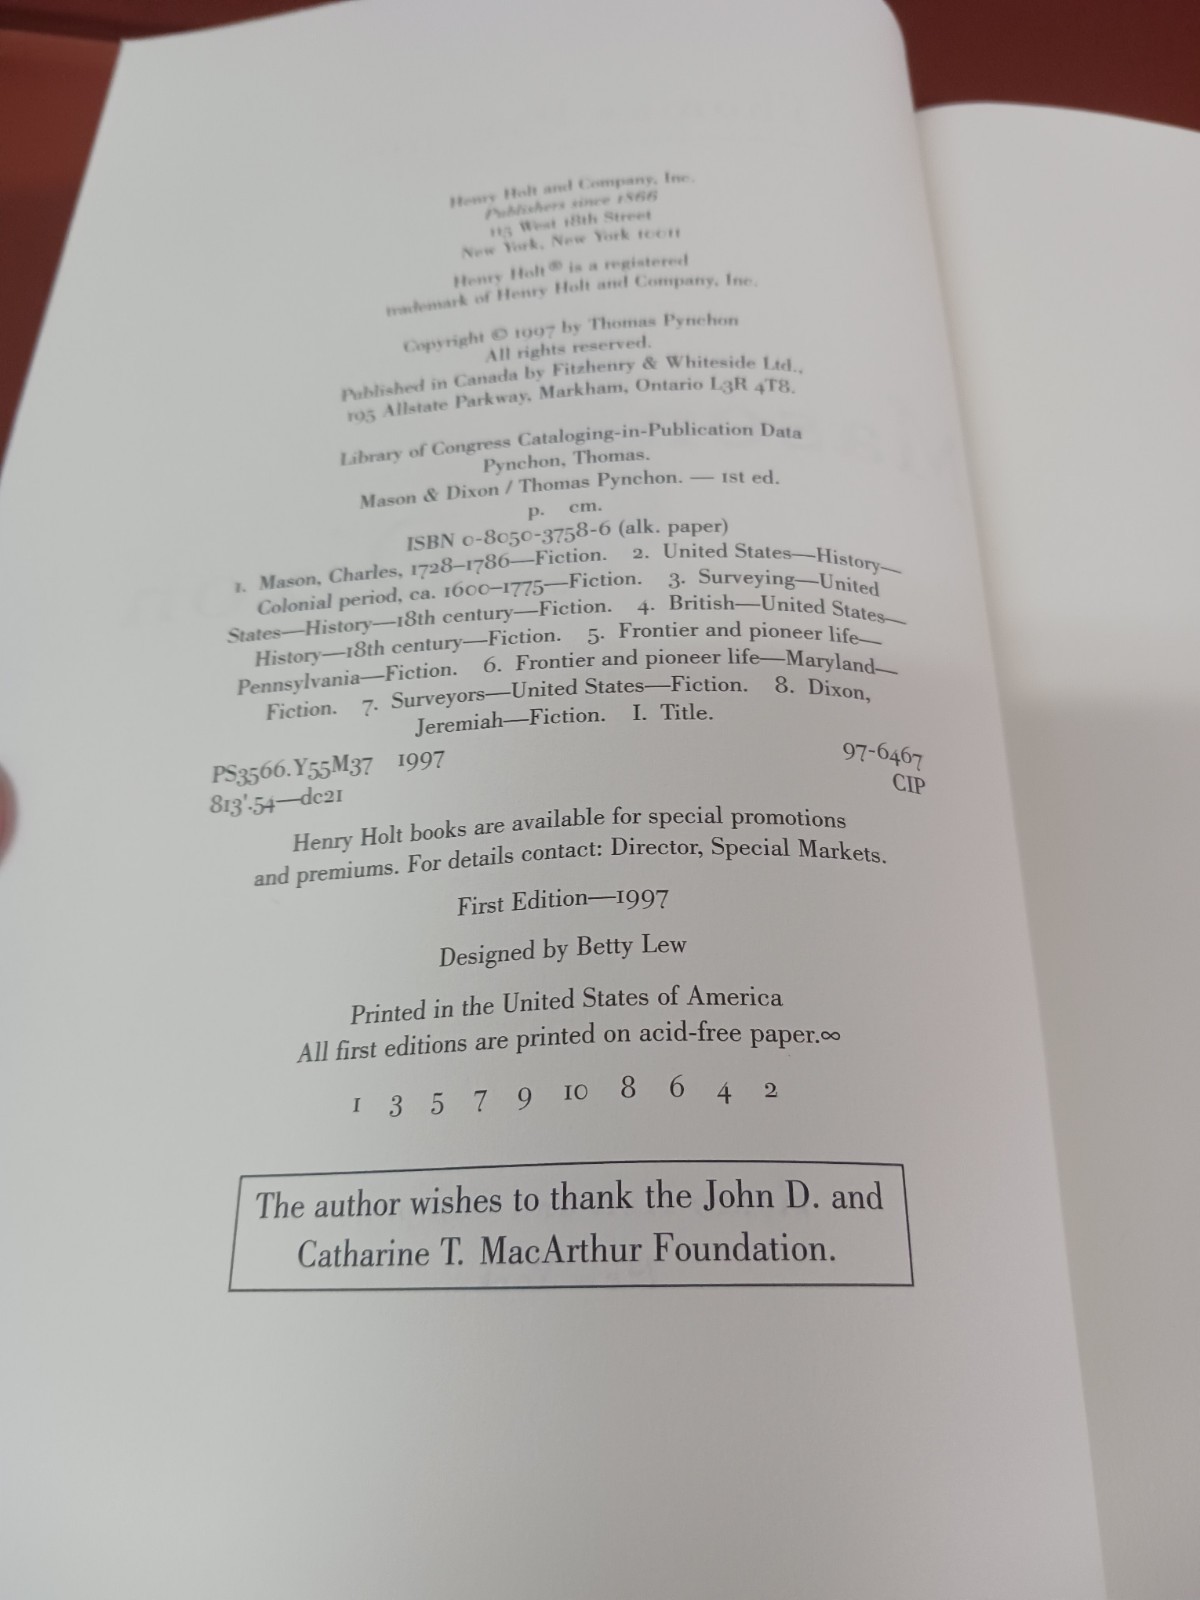 Henry Holt and Company, Inc.
Publishers since 1866
115 West 18th Street
New York, New York 10011
Henry Holt® is a registered
trademark of Henry Holt and Company, Inc.
Copyright © 1997 by Thomas Pynchon
All rights reserved.
Published in Canada by Fitzhenry & Whiteside Ltd.,
195 Allstate Parkway, Markham, Ontario L3R 4T8.
Library of Congress Cataloging-in-Publication Data
Pynchon, Thomas.
Mason & Dixon / Thomas Pynchon. — 1st ed.
p. cm.
ISBN 0-8050-3758-6 (alk. paper)
1. Mason, Charles, 1728–1786—Fiction. 2. United States—History—
Colonial period, ca. 1600–1775—Fiction. 3. Surveying—United
States—History—18th century—Fiction. 4. British—United States—
History—18th century—Fiction. 5. Frontier and pioneer life—
Pennsylvania—Fiction. 6. Frontier and pioneer life—Maryland—
Fiction. 7. Surveyors—United States—Fiction. 8. Dixon,
Jeremiah—Fiction. I. Title.
PS3566.Y55M37 1997 97-6467
813'.54—dc21 CIP
Henry Holt books are available for special promotions
and premiums. For details contact: Director, Special Markets.
First Edition—1997
Designed by Betty Lew
Printed in the United States of America
All first editions are printed on acid-free paper.∞
1 3 5 7 9 10 8 6 4 2
The author wishes to thank the John D. and
Catharine T. MacArthur Foundation.